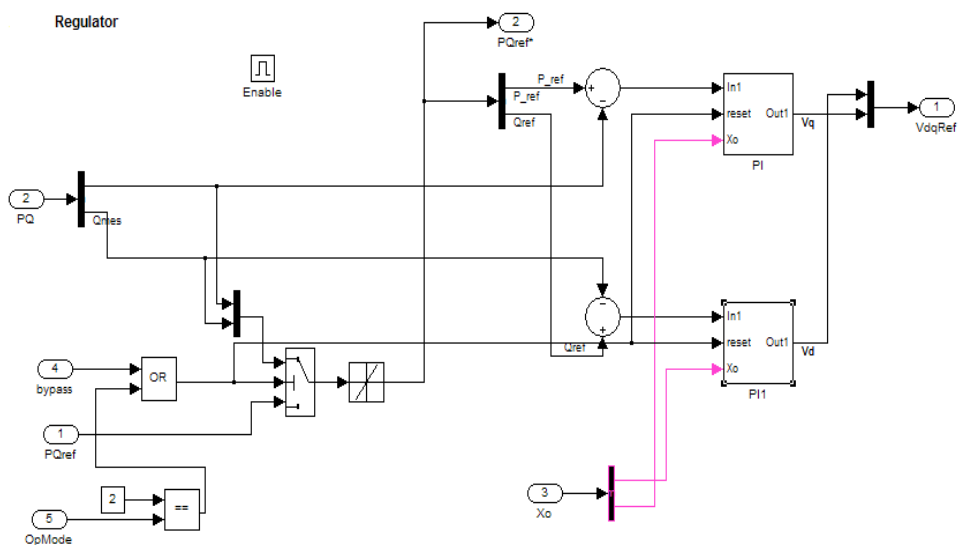 Regulator
2
PQref*
Enable
P_ref
P_ref
Qref
In1
reset
Out1
Xo
PI
Vq
1
VdqRef
2
PQ
Qmes
In1
reset
Out1
Xo
PI1
Vd
Qref
4
bypass
OR
1
PQref
2
==
5
OpMode
3
Xo